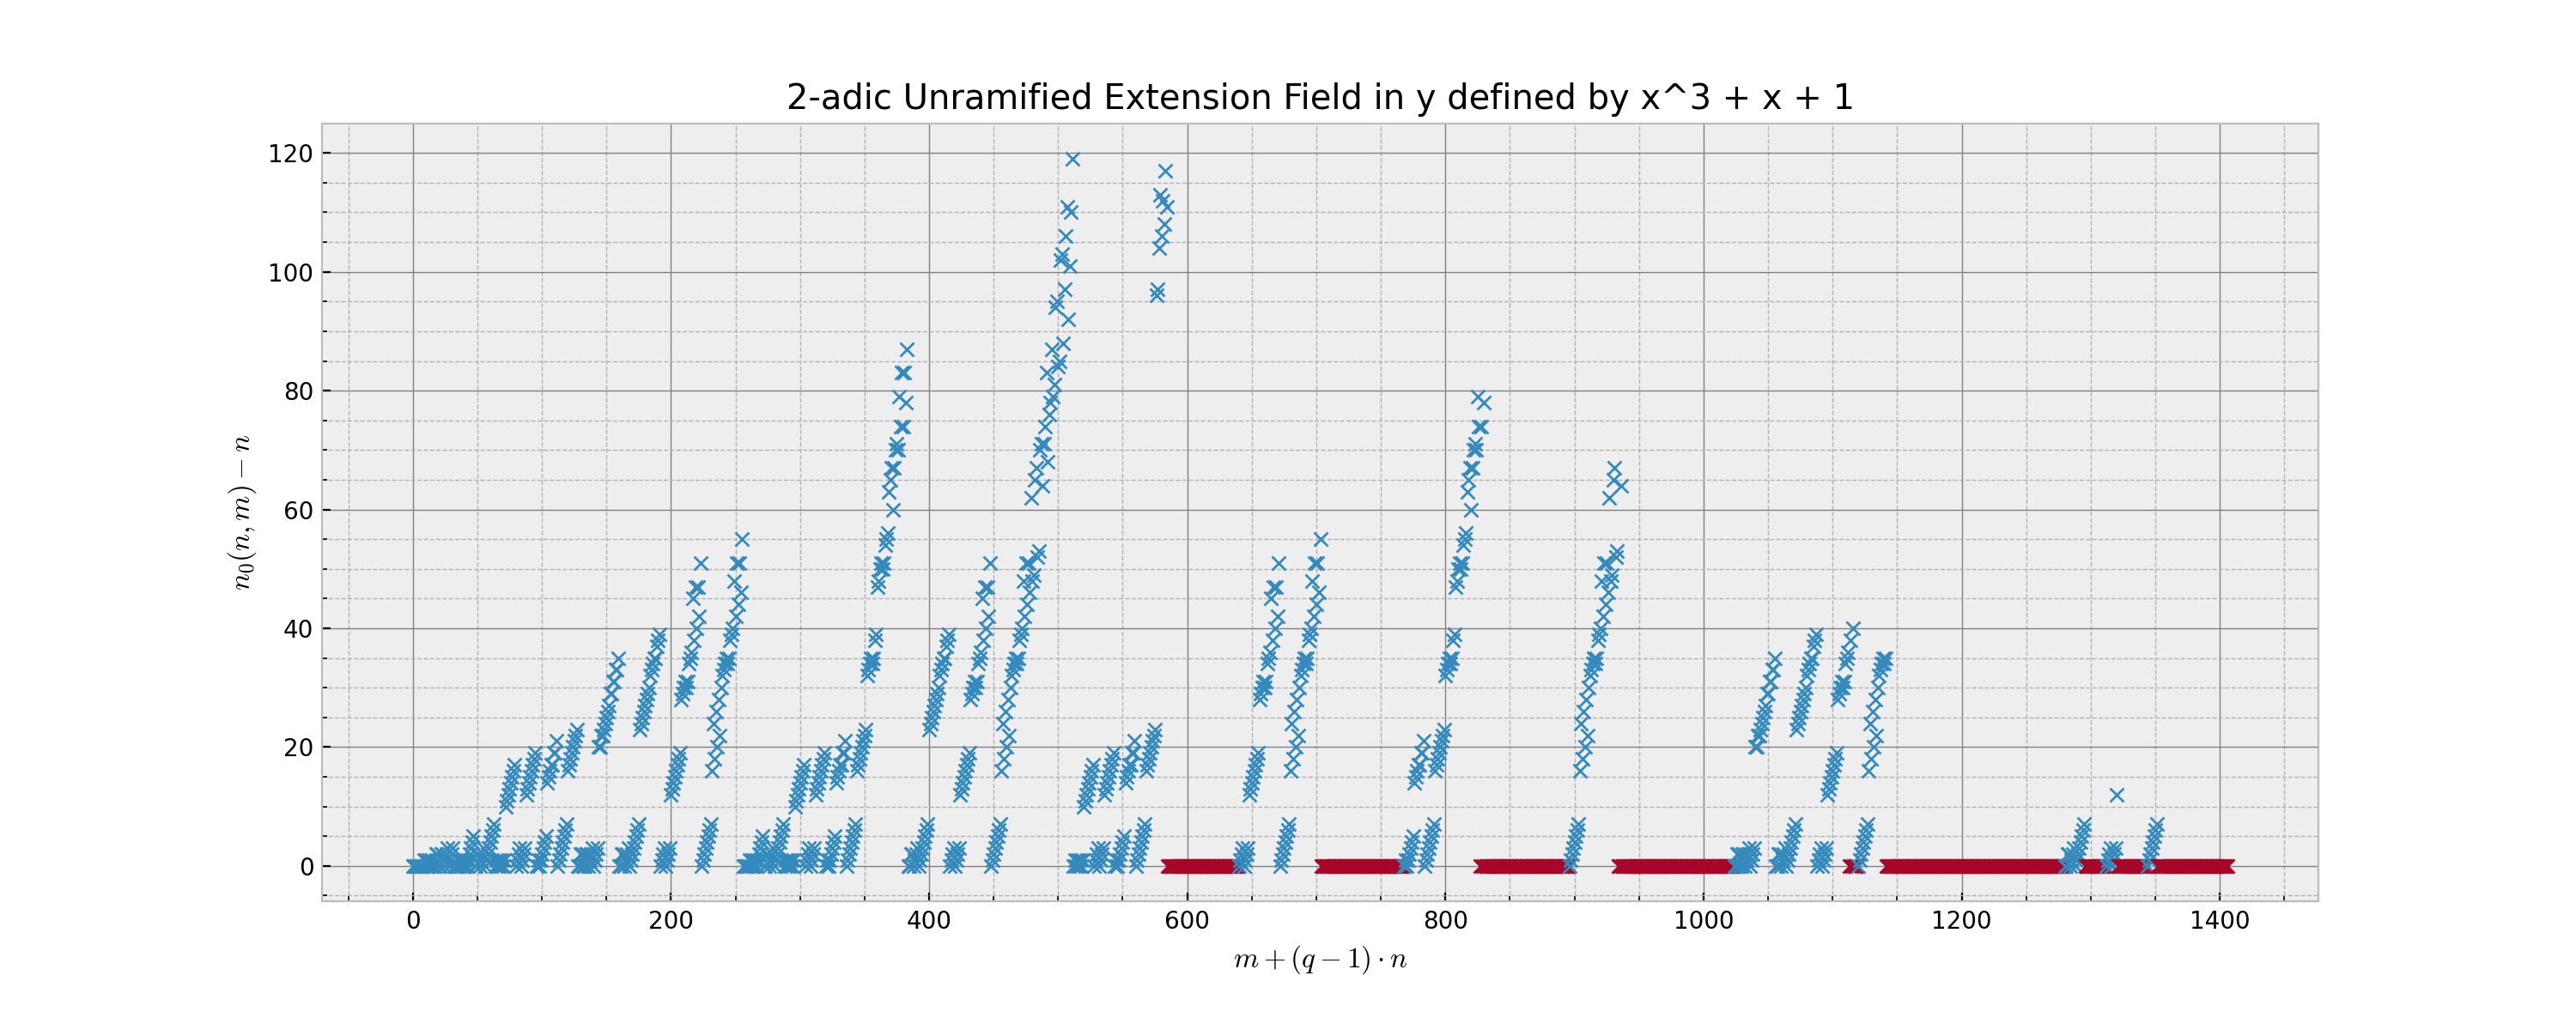 2-adic Unramified Extension Field in y defined by x^3 + x + 1
120
100
80
60
40
20
0
n₀(n, m) − n
0 200 400 600 800 1000 1200 1400
m + (q − 1) · n